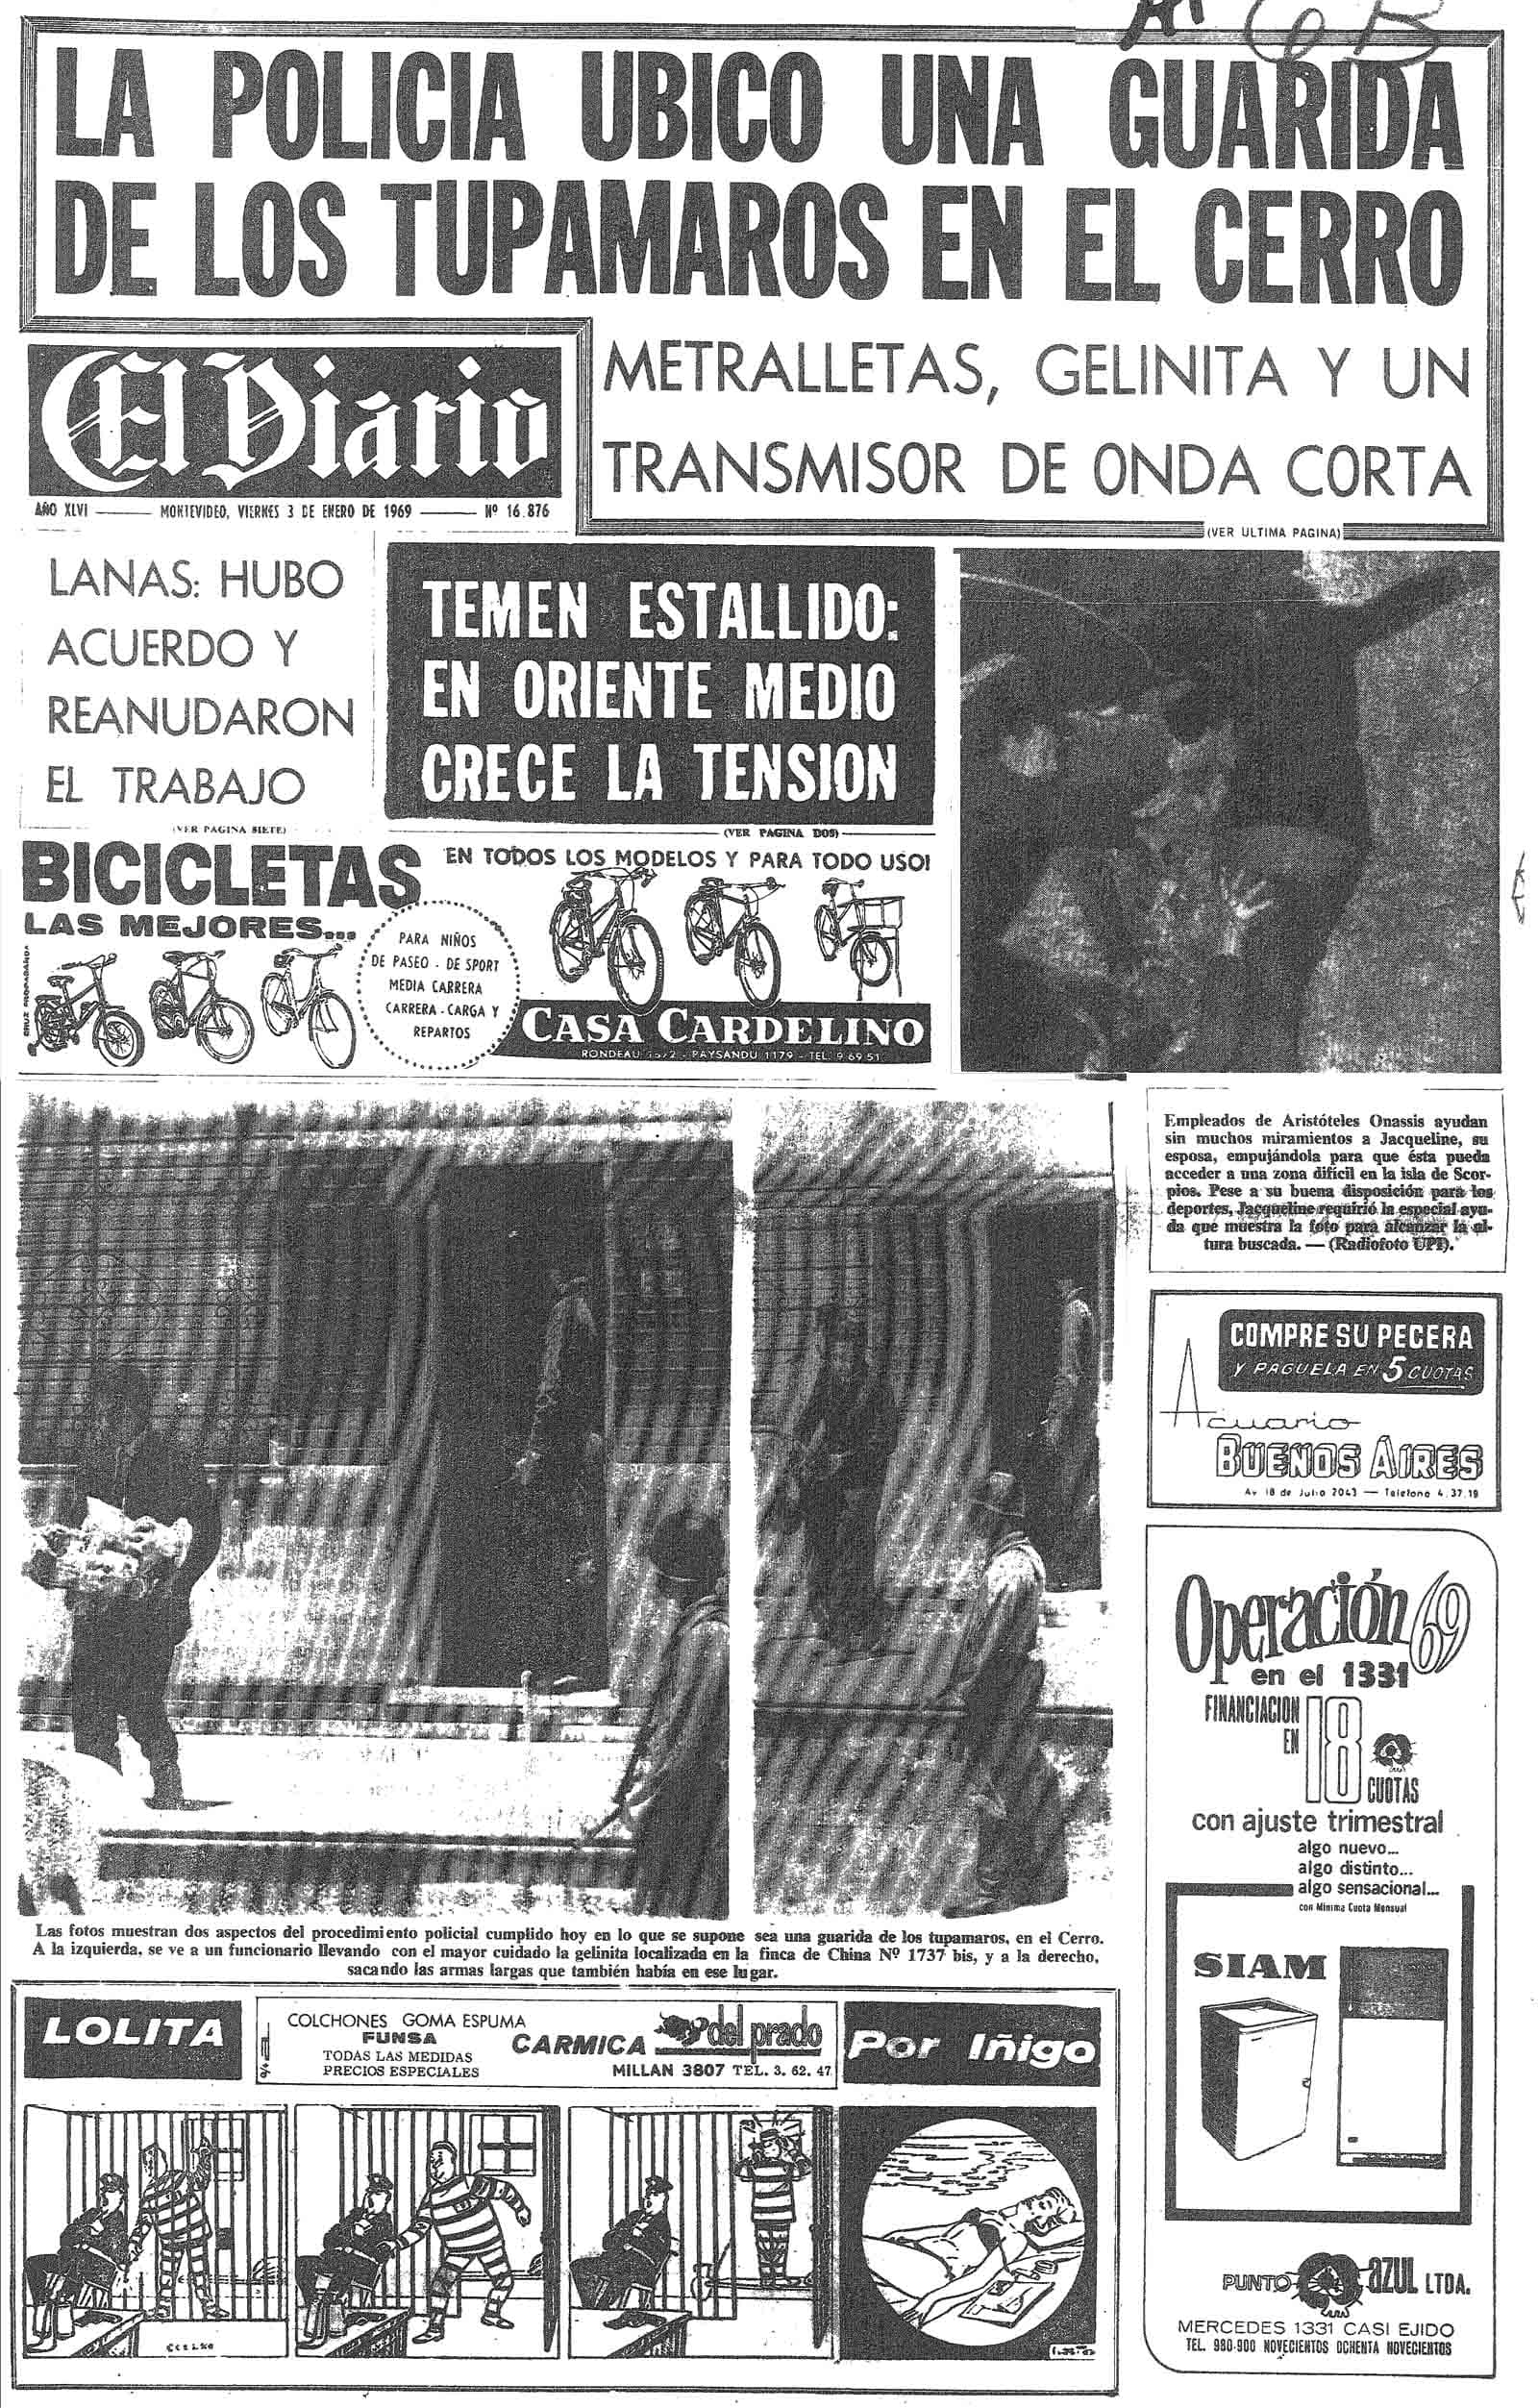 LA POLICIA UBICO UNA GUARIDA
DE LOS TUPAMAROS EN EL CERRO
METRALLETAS, GELINITA Y UN
TRANSMISOR DE ONDA CORTA
(VER ULTIMA PAGINA)
El Diario
AÑO XLVI — MONTEVIDEO, VIERNES 3 DE ENERO DE 1969 — Nº 16.876
LANAS: HUBO
ACUERDO Y
REANUDARON
EL TRABAJO
(VER PAGINA SIETE)
TEMEN ESTALLIDO:
EN ORIENTE MEDIO
CRECE LA TENSION
(VER PAGINA DOS)
BICICLETAS
LAS MEJORES...
EN TODOS LOS MODELOS Y PARA TODO USO!
PARA NIÑOS
DE PASEO - DE SPORT
MEDIA CARRERA
CARRERA - CARGA Y
REPARTOS
CASA CARDELINO
RONDEAU - PAYSANDU 1179 - TEL. 9 69 51
Empleados de Aristóteles Onassis ayudan
sin muchos miramientos a Jacqueline, su
esposa, empujándola para que ésta pueda
acceder a una zona difícil en la isla de Scor-
pios. Pese a su buena disposición para los
deportes, Jacqueline requirió la especial ayu-
da que muestra la foto para alcanzar la al-
tura buscada. — (Radiofoto UPI).
COMPRE SU PECERA
Y PAGUELA EN 5 CUOTAS
Acuario
BUENOS AIRES
Av 18 de Julio 2043 — Telefono 4.37.19
Operación 69
en el 1331
FINANCIACION
EN 18
CUOTAS
con ajuste trimestral
algo nuevo...
algo distinto...
algo sensacional...
con Mínima Cuota Mensual
SIAM
PUNTO AZUL LTDA.
MERCEDES 1331 CASI EJIDO
TEL. 980-900 NOVECIENTOS OCHENTA NOVECIENTOS
Las fotos muestran dos aspectos del procedimiento policial cumplido hoy en lo que se supone sea una guarida de los tupamaros, en el Cerro.
A la izquierda, se ve a un funcionario llevando con el mayor cuidado la gelinita localizada en la finca de China Nº 1737 bis, y a la derecho,
sacando las armas largas que también había en ese lugar.
LOLITA
COLCHONES GOMA ESPUMA
FUNSA
TODAS LAS MEDIDAS
PRECIOS ESPECIALES
CARMICA del prado
MILLAN 3807 TEL. 3. 62. 47
Por Iñigo